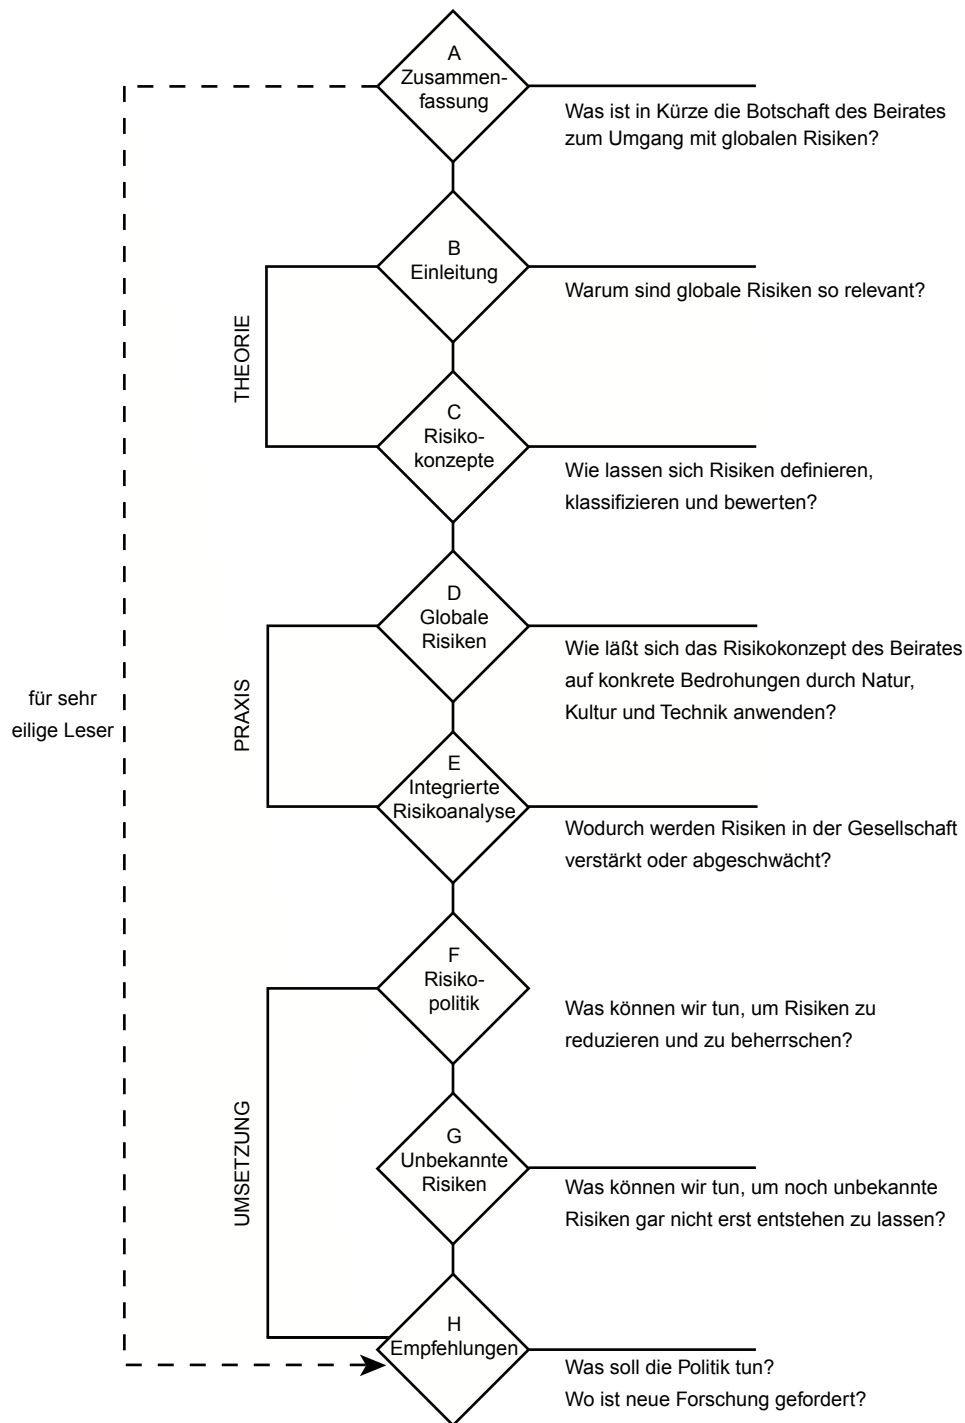 A
Zusammen-
fassung
Was ist in Kürze die Botschaft des Beirates
zum Umgang mit globalen Risiken?
B
Einleitung
Warum sind globale Risiken so relevant?
THEORIE
C
Risiko-
konzepte
Wie lassen sich Risiken definieren,
klassifizieren und bewerten?
D
Globale
Risiken
Wie läßt sich das Risikokonzept des Beirates
auf konkrete Bedrohungen durch Natur,
Kultur und Technik anwenden?
für sehr
eilige Leser
PRAXIS
E
Integrierte
Risikoanalyse
Wodurch werden Risiken in der Gesellschaft
verstärkt oder abgeschwächt?
F
Risiko-
politik
Was können wir tun, um Risiken zu
reduzieren und zu beherrschen?
UMSETZUNG
G
Unbekannte
Risiken
Was können wir tun, um noch unbekannte
Risiken gar nicht erst entstehen zu lassen?
H
Empfehlungen
Was soll die Politik tun?
Wo ist neue Forschung gefordert?